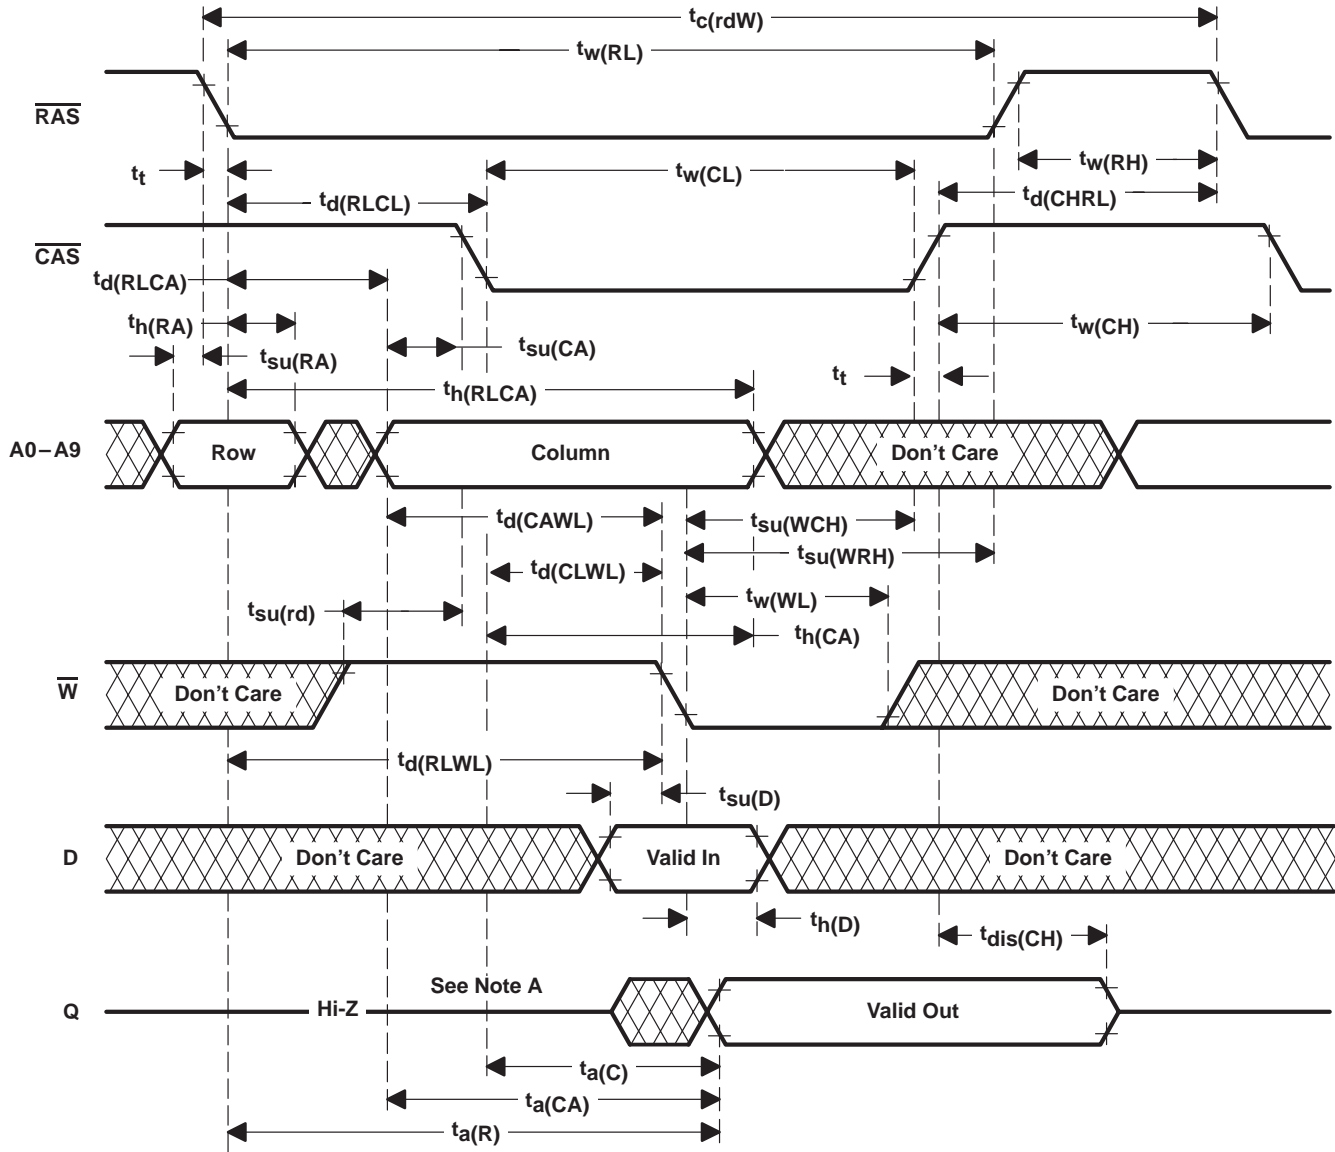 tc(rdW)
tw(RL)
RAS
tt
tw(CL)
tw(RH)
td(RLCL)
td(CHRL)
CAS
td(RLCA)
th(RA)
tw(CH)
tsu(RA)
tsu(CA)
th(RLCA)
tt
A0–A9
Row
Column
Don't Care
td(CAWL)
tsu(WCH)
tsu(WRH)
td(CLWL)
tsu(rd)
tw(WL)
th(CA)
W
Don't Care
Don't Care
td(RLWL)
tsu(D)
D
Don't Care
Valid In
Don't Care
th(D)
tdis(CH)
See Note A
Q
Hi-Z
Valid Out
ta(C)
ta(CA)
ta(R)